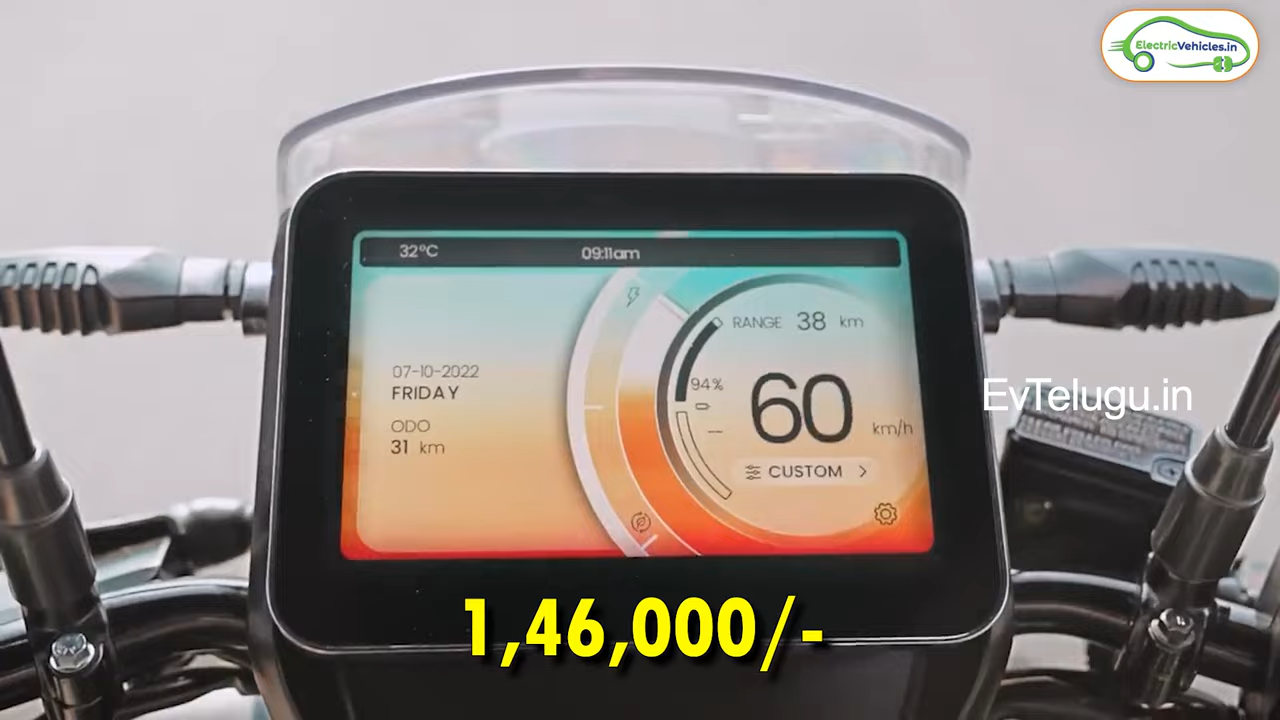 ElectricVehicles.in
32°C
09:11am
RANGE 38 km
94%
60
km/h
CUSTOM
07-10-2022
FRIDAY
ODO
31 km
EvTelugu.in
1,46,000/-